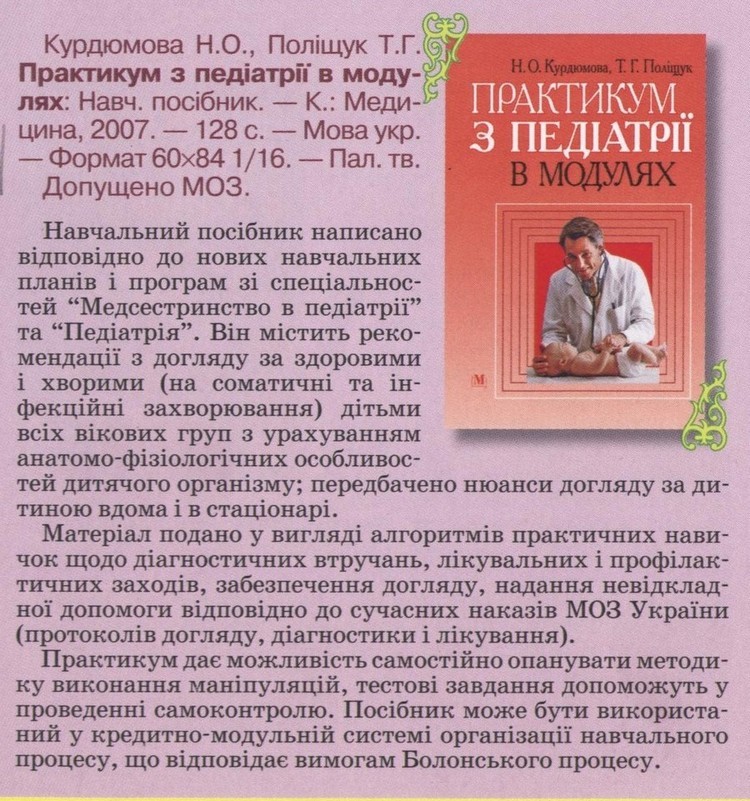 Курдюмова Н.О., Поліщук Т.Г.
Практикум з педіатрії в моду-
лях: Навч. посібник. — К.: Меди-
цина, 2007. — 128 с. — Мова укр.
— Формат 60×84 1/16. — Пал. тв.
Допущено МОЗ.
Н. О. Курдюмова, Т. Г. Поліщук
ПРАКТИКУМ
З ПЕДІАТРІЇ
В МОДУЛЯХ
М
Навчальний посібник написано
відповідно до нових навчальних
планів і програм зі спеціальнос-
тей “Медсестринство в педіатрії”
та “Педіатрія”. Він містить реко-
мендації з догляду за здоровими
і хворими (на соматичні та ін-
фекційні захворювання) дітьми
всіх вікових груп з урахуванням
анатомо-фізіологічних особливос-
тей дитячого організму; передбачено нюанси догляду за ди-
тиною вдома і в стаціонарі.
Матеріал подано у вигляді алгоритмів практичних нави-
чок щодо діагностичних втручань, лікувальних і профілак-
тичних заходів, забезпечення догляду, надання невідклад-
ної допомоги відповідно до сучасних наказів МОЗ України
(протоколів догляду, діагностики і лікування).
Практикум дає можливість самостійно опанувати методи-
ку виконання маніпуляцій, тестові завдання допоможуть у
проведенні самоконтролю. Посібник може бути використа-
ний у кредитно-модульній системі організації навчального
процесу, що відповідає вимогам Болонського процесу.